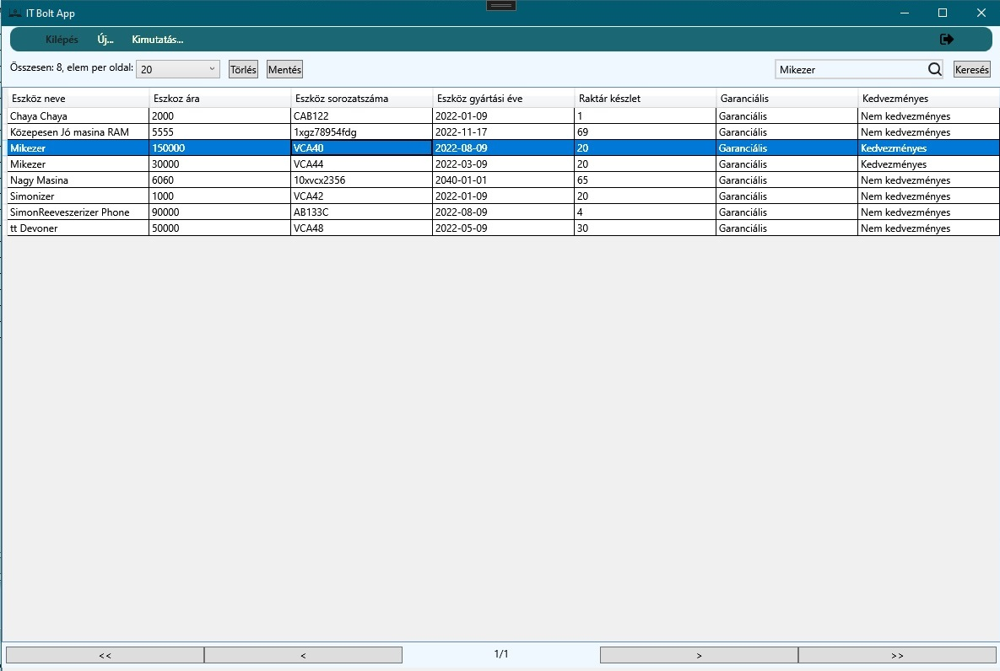 IT Bolt App
Kilépés Új... Kimutatás...
Összesen: 8, elem per oldal: 20 Törlés Mentés Mikezer Keresés
Eszköz neve Eszkoz ára Eszköz sorozatszáma Eszköz gyártási éve Raktár készlet Garanciális Kedvezményes
Chaya Chaya 2000 CAB122 2022-01-09 1 Garanciális Nem kedvezményes
Közepesen Jó masina RAM 5555 1xgz78954fdg 2022-11-17 69 Garanciális Nem kedvezményes
Mikezer 150000 VCA40 2022-08-09 20 Garanciális Kedvezményes
Mikezer 30000 VCA44 2022-03-09 20 Garanciális Kedvezményes
Nagy Masina 6060 10xvcx2356 2040-01-01 65 Garanciális Nem kedvezményes
Simonizer 1000 VCA42 2022-01-09 20 Garanciális Nem kedvezményes
SimonReeveszerizer Phone 90000 AB133C 2022-08-09 4 Garanciális Nem kedvezményes
tt Devoner 50000 VCA48 2022-05-09 30 Garanciális Nem kedvezményes
<< < 1/1 > >>